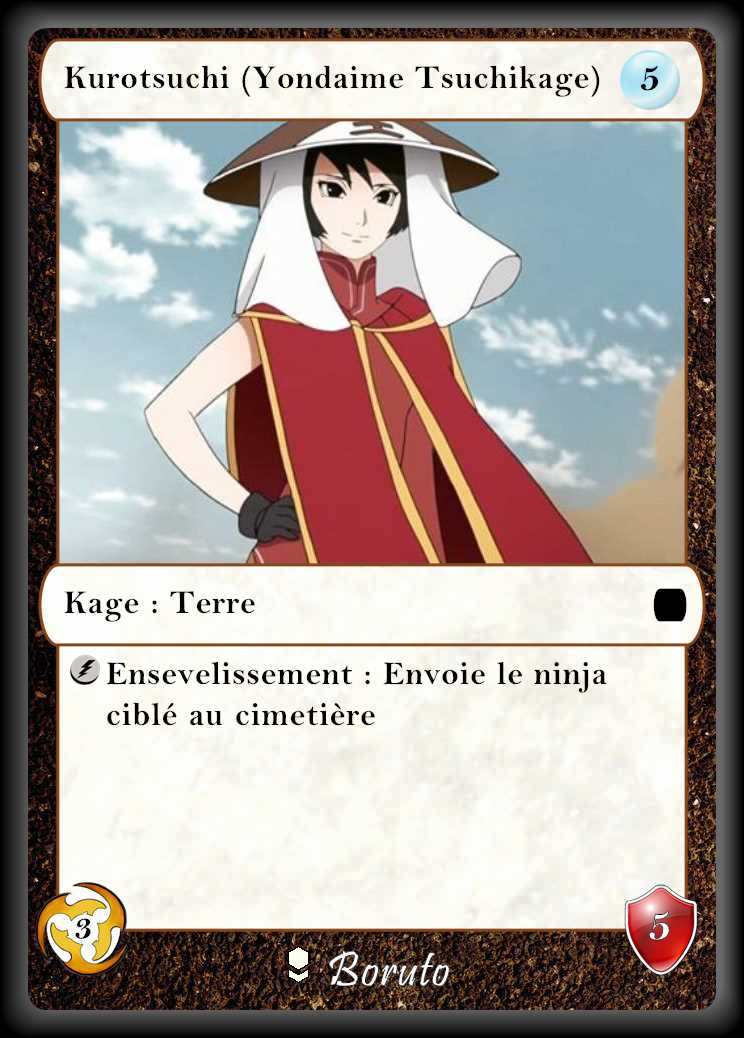 Kurotsuchi (Yondaime Tsuchikage) 5
Kage : Terre
Ensevelissement : Envoie le ninja
ciblé au cimetière
3
5
Boruto